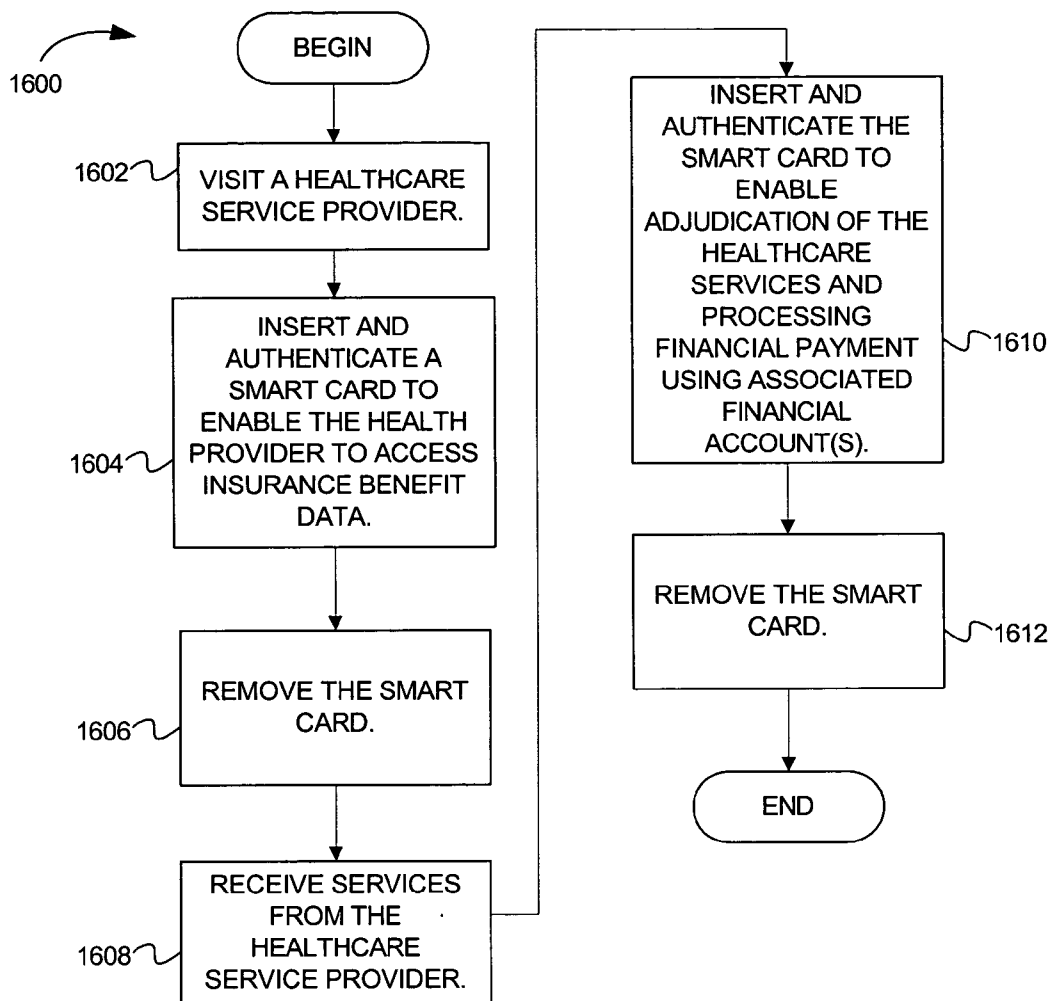 1600
BEGIN
1602
VISIT A HEALTHCARE
SERVICE PROVIDER.
1604
INSERT AND
AUTHENTICATE A
SMART CARD TO
ENABLE THE HEALTH
PROVIDER TO ACCESS
INSURANCE BENEFIT
DATA.
1606
REMOVE THE SMART
CARD.
1608
RECEIVE SERVICES
FROM THE
HEALTHCARE
SERVICE PROVIDER.
INSERT AND
AUTHENTICATE THE
SMART CARD TO
ENABLE
ADJUDICATION OF THE
HEALTHCARE
SERVICES AND
PROCESSING
FINANCIAL PAYMENT
USING ASSOCIATED
FINANCIAL
ACCOUNT(S).
1610
REMOVE THE SMART
CARD.
1612
END